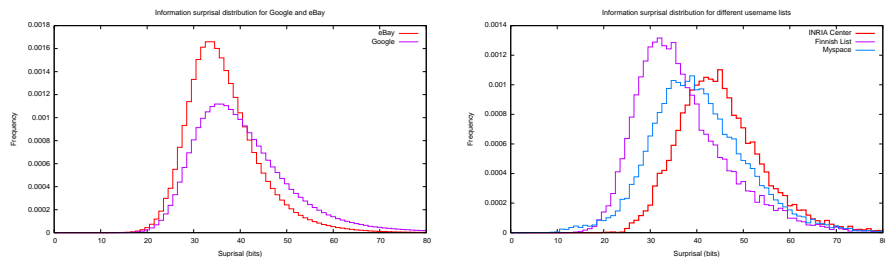 Information surprisal distribution for Google and eBay
0.0018
0.0016
0.0014
0.0012
0.001
0.0008
0.0006
0.0004
0.0002
0
0 10 20 30 40 50 60 70 80
Frequency
Surprisal (bits)
eBay
Google
Information surprisal distribution for different username lists
0.0014
0.0012
0.001
0.0008
0.0006
0.0004
0.0002
0
0 10 20 30 40 50 60 70 80
Frequency
Surprisal (bits)
INRIA Center
Finnish List
Myspace